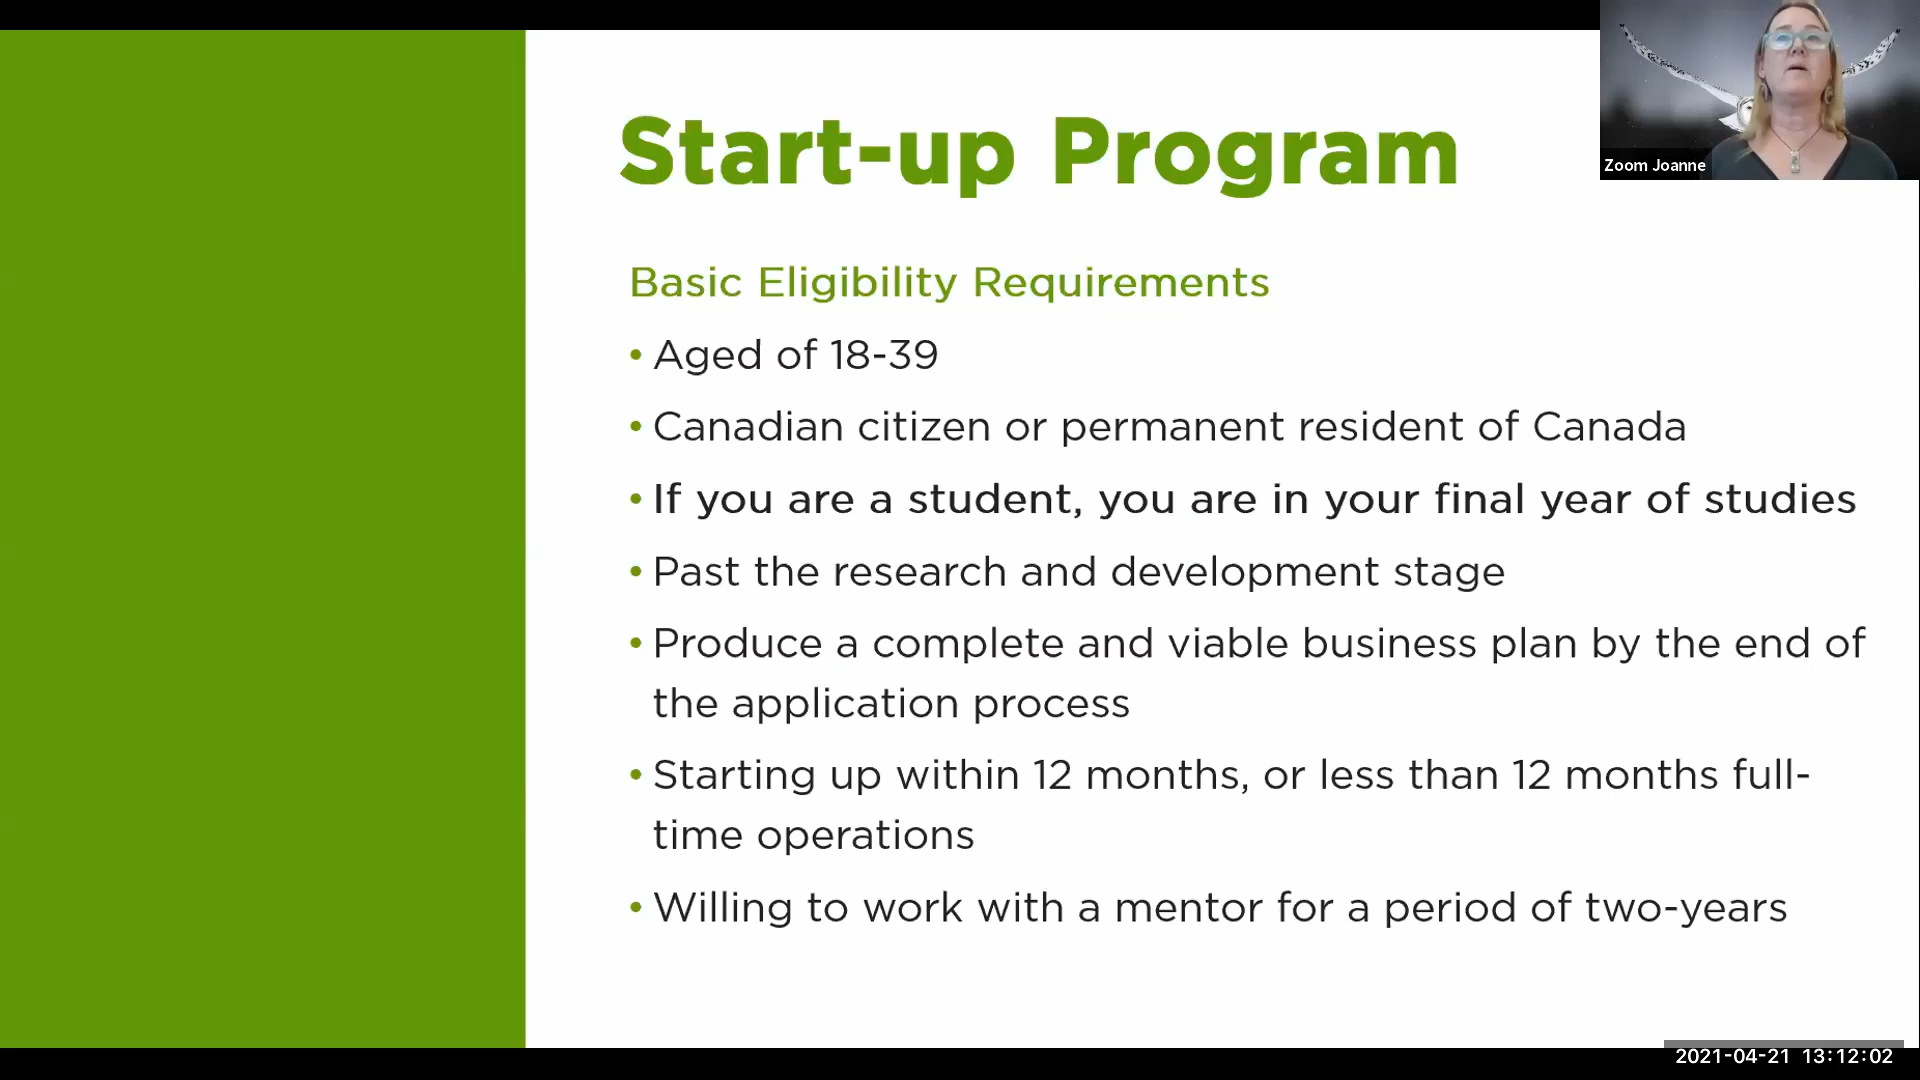 Start-up Program
Zoom Joanne
Basic Eligibility Requirements
• Aged of 18-39
• Canadian citizen or permanent resident of Canada
• If you are a student, you are in your final year of studies
• Past the research and development stage
• Produce a complete and viable business plan by the end of
the application process
• Starting up within 12 months, or less than 12 months full-
time operations
• Willing to work with a mentor for a period of two-years
2021-04-21 13:12:02